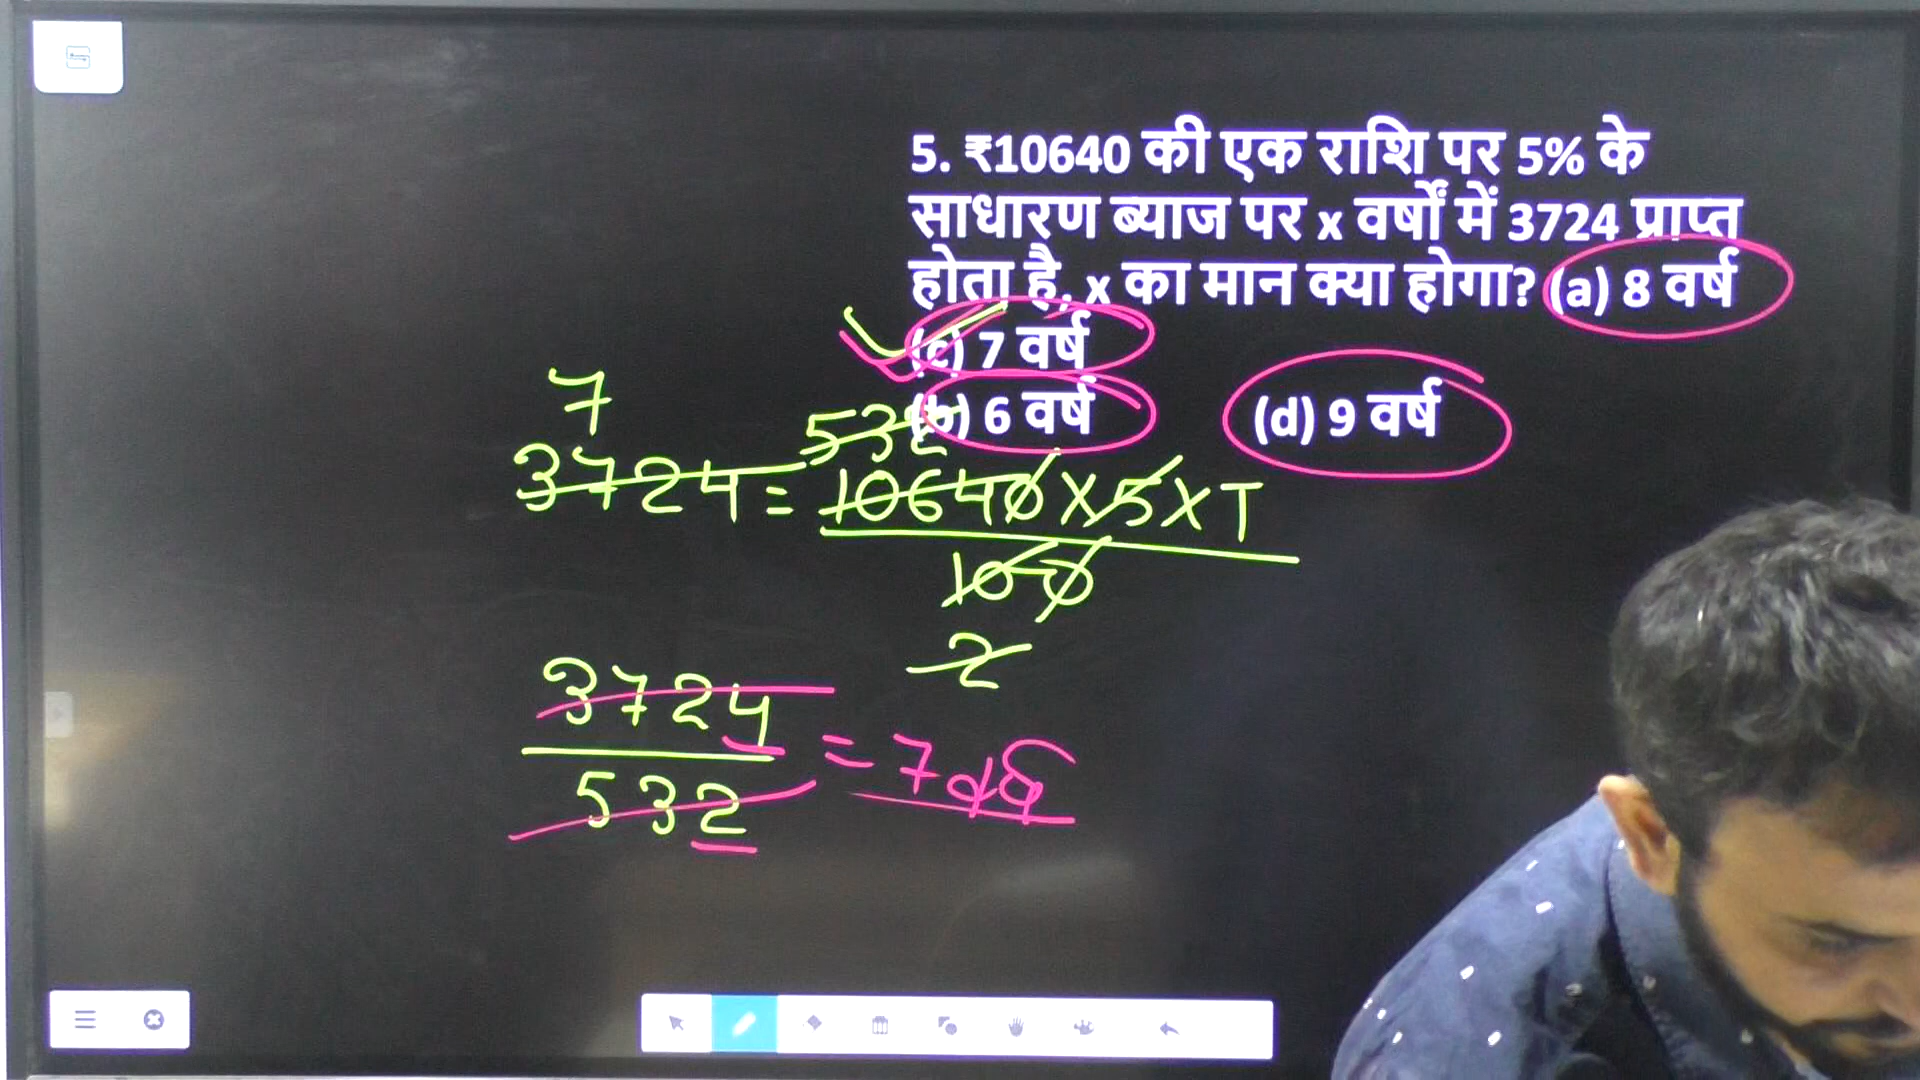 5. ₹10640 की एक राशि पर 5% के
साधारण ब्याज पर x वर्षों में 3724 प्राप्त
होता है, x का मान क्या होगा? (a) 8 वर्ष
(c) 7 वर्ष
(b) 6 वर्ष (d) 9 वर्ष
7
532
3724 = 10640 X 5 X T
100
2
3724
532
= 7 वर्ष